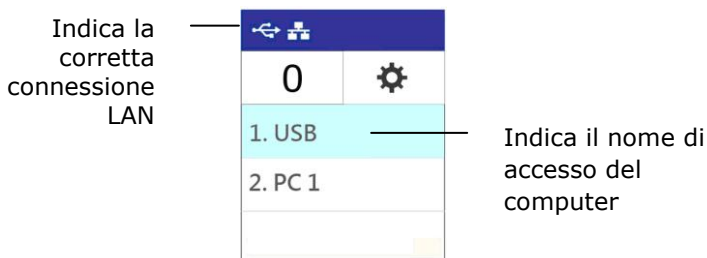 Indica la
corretta
connessione
LAN
0
1. USB
2. PC 1
Indica il nome di
accesso del
computer